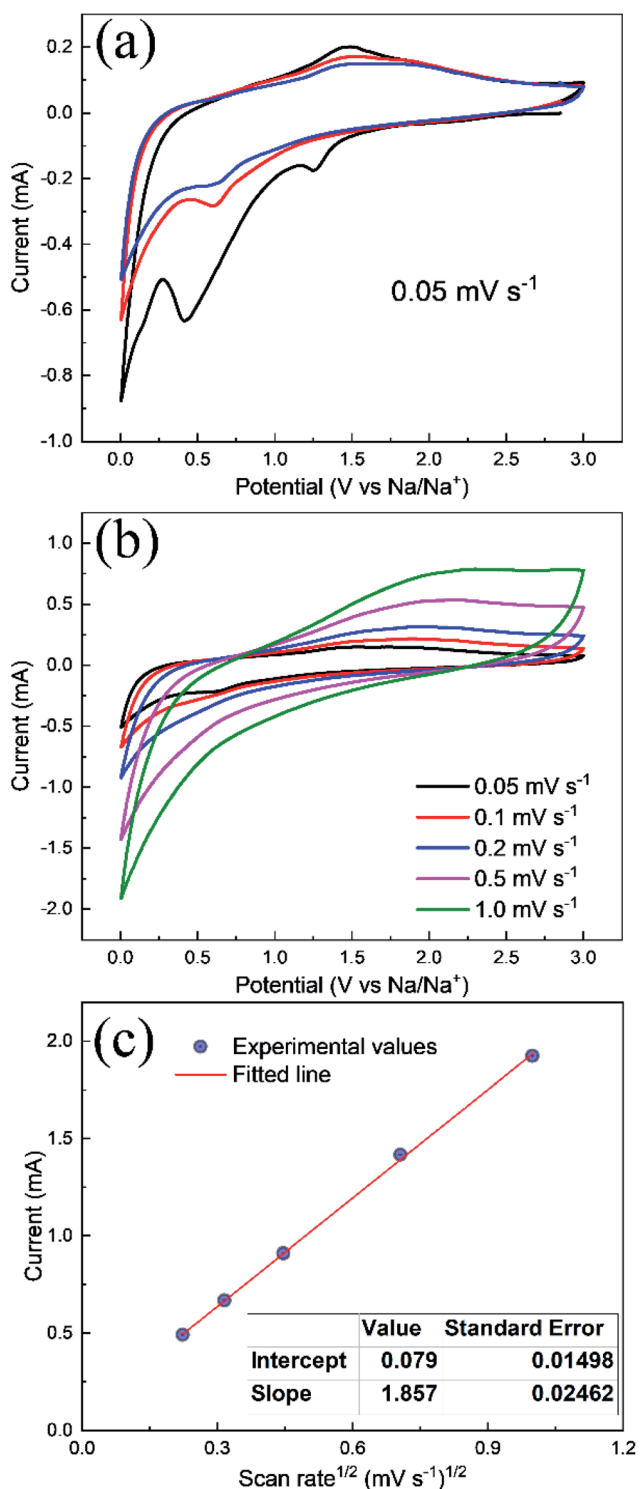 (a)
0.2
0.0
-0.2
-0.4
-0.6
-0.8
-1.0
Current (mA)
0.05 mV s⁻¹
0.0 0.5 1.0 1.5 2.0 2.5 3.0
Potential (V vs Na/Na⁺)
(b)
1.0
0.5
0.0
-0.5
-1.0
-1.5
-2.0
Current (mA)
0.05 mV s⁻¹
0.1 mV s⁻¹
0.2 mV s⁻¹
0.5 mV s⁻¹
1.0 mV s⁻¹
0.0 0.5 1.0 1.5 2.0 2.5 3.0
Potential (V vs Na/Na⁺)
(c)
Experimental values
Fitted line
2.0
1.5
1.0
0.5
0.0
Current (mA)
Value Standard Error
Intercept 0.079 0.01498
Slope 1.857 0.02462
0.0 0.3 0.6 0.9 1.2
Scan rate¹ᐟ² (mV s⁻¹)¹ᐟ²